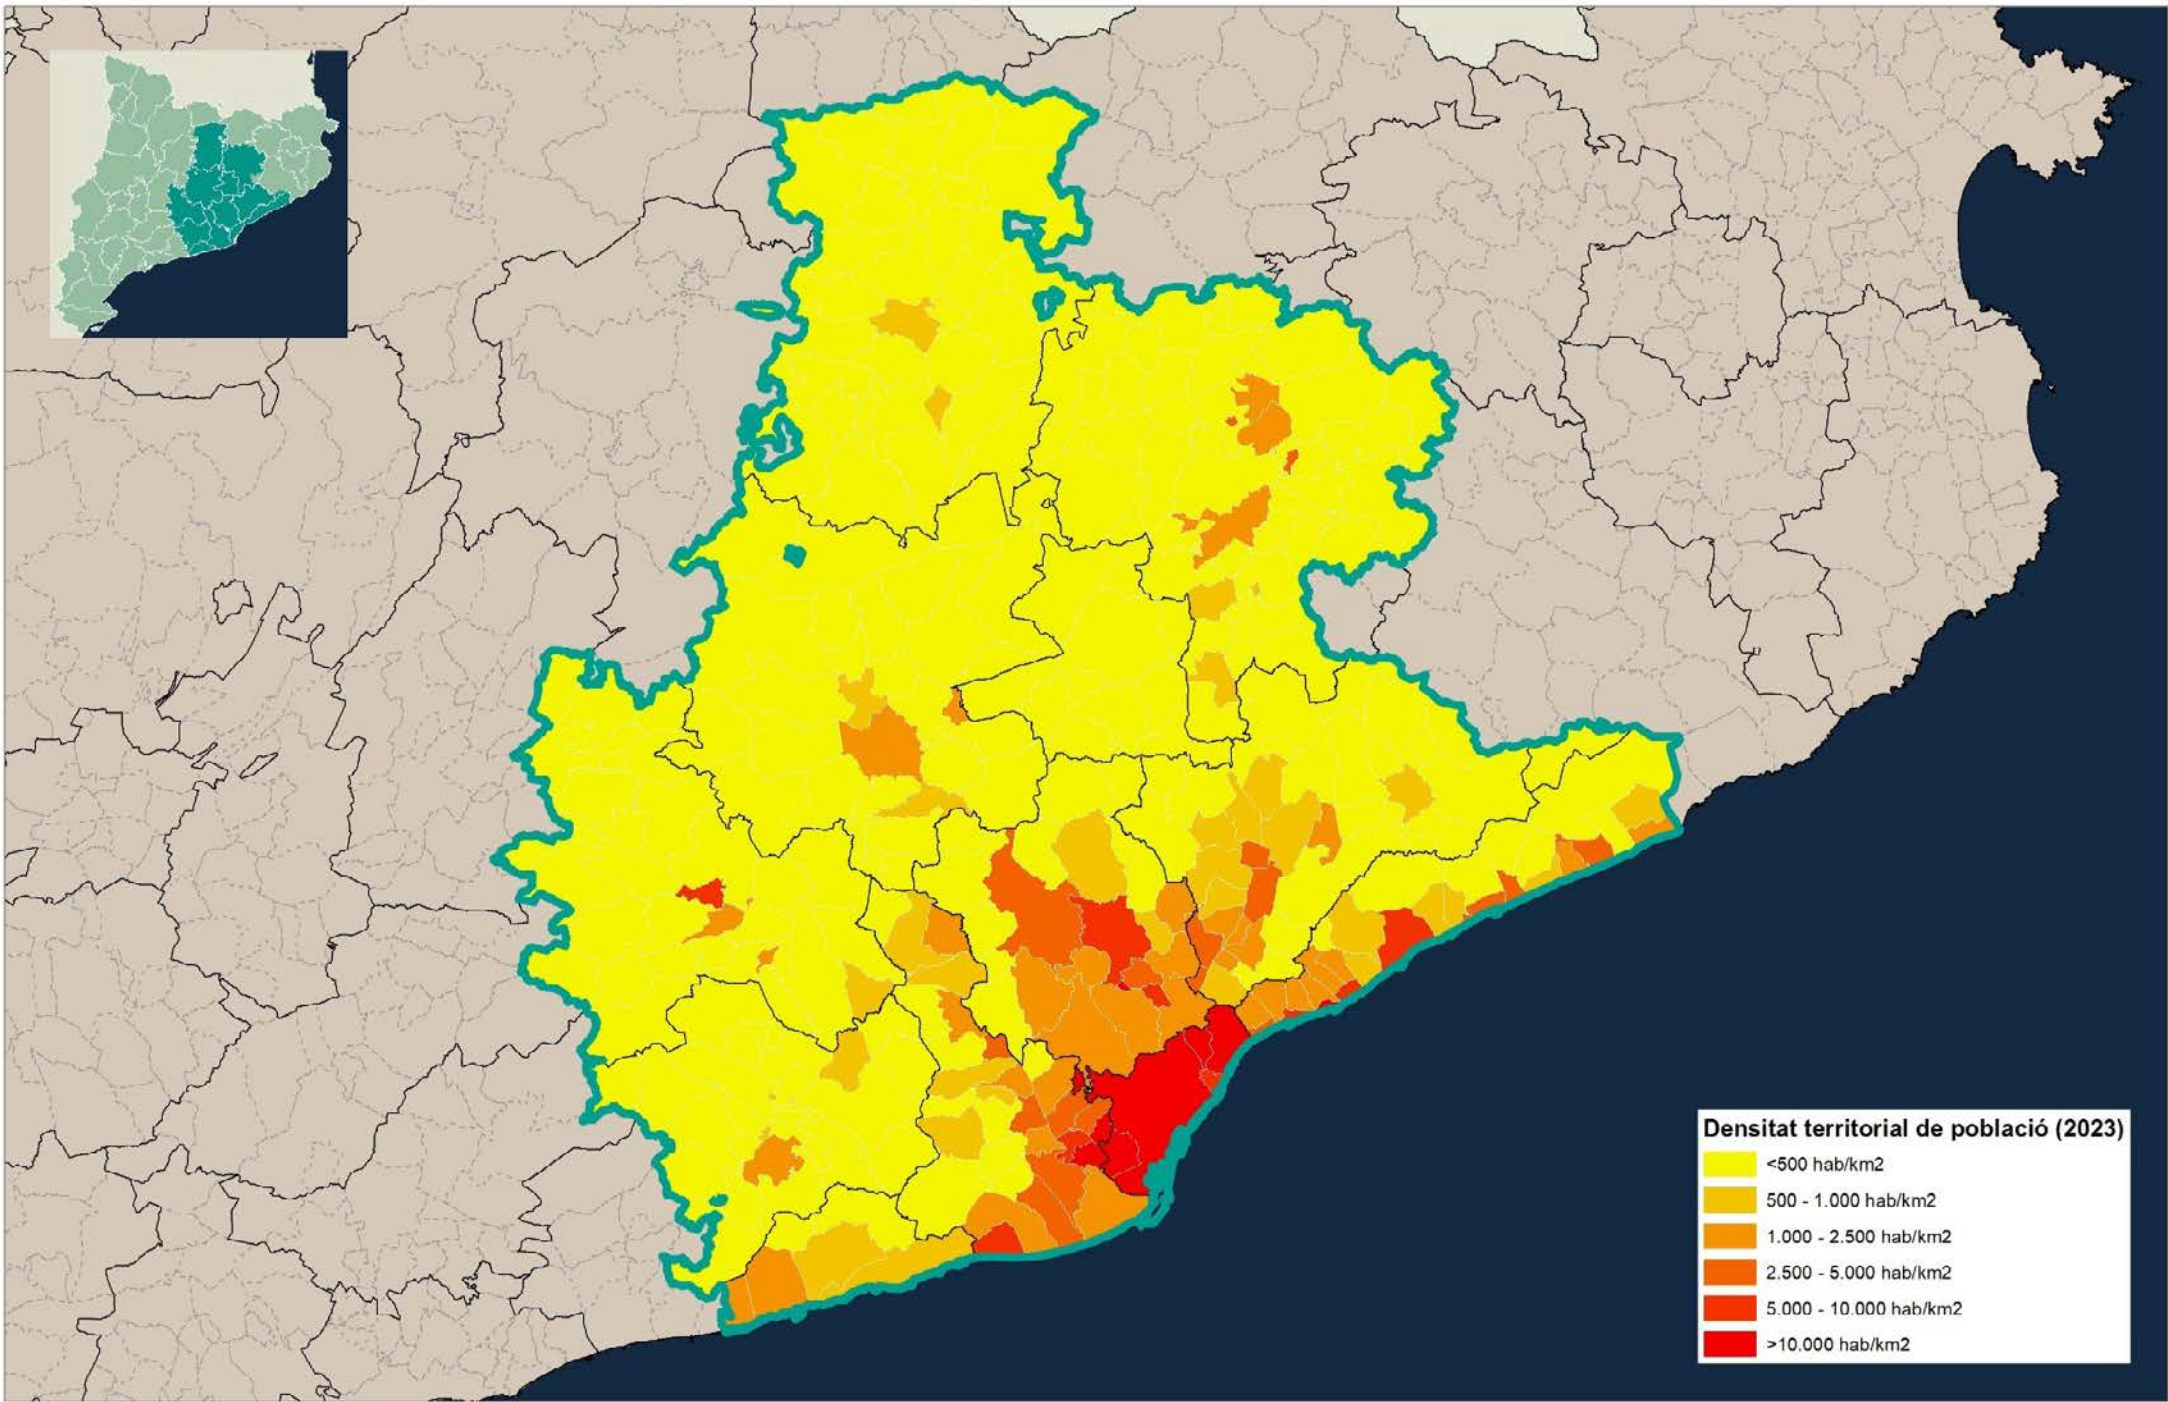 Densitat territorial de població (2023)
<500 hab/km2
500 - 1.000 hab/km2
1.000 - 2.500 hab/km2
2.500 - 5.000 hab/km2
5.000 - 10.000 hab/km2
>10.000 hab/km2